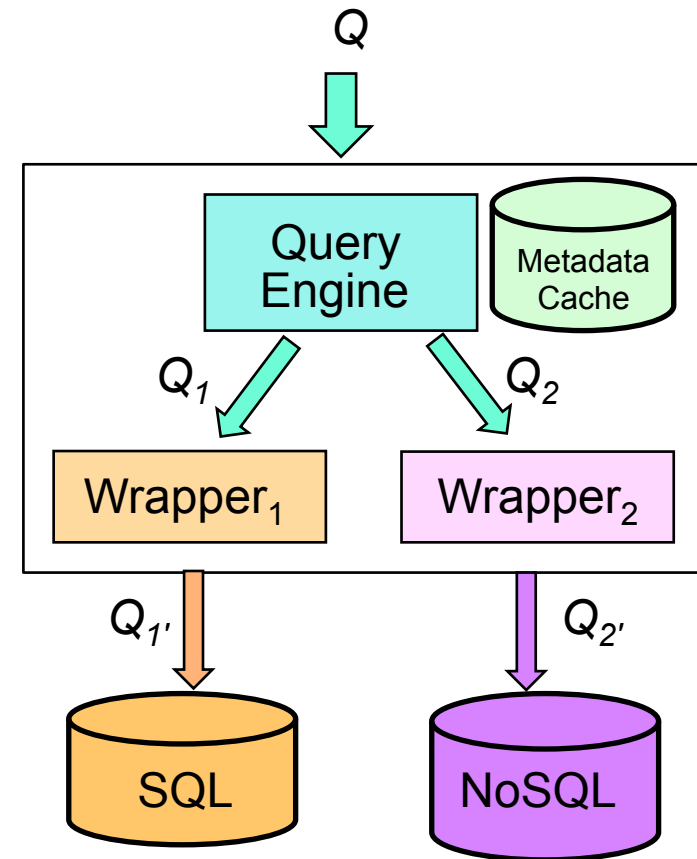 Q
Query
Engine
Metadata
Cache
Q₁
Q₂
Wrapper₁
Wrapper₂
Q₁'
Q₂'
SQL
NoSQL